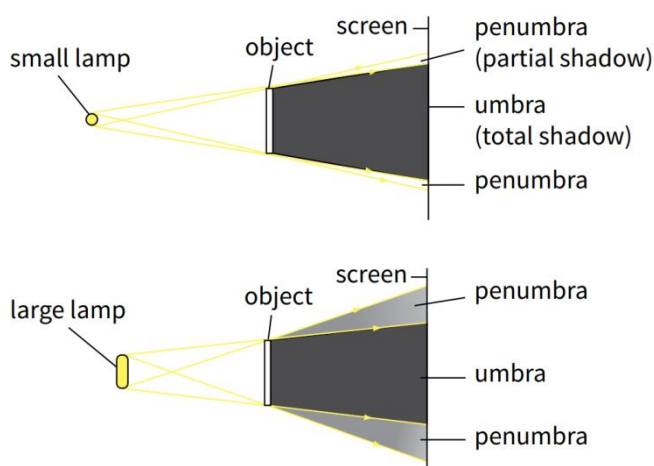 screen
penumbra
(partial shadow)
object
small lamp
umbra
(total shadow)
penumbra
screen
penumbra
object
large lamp
umbra
penumbra